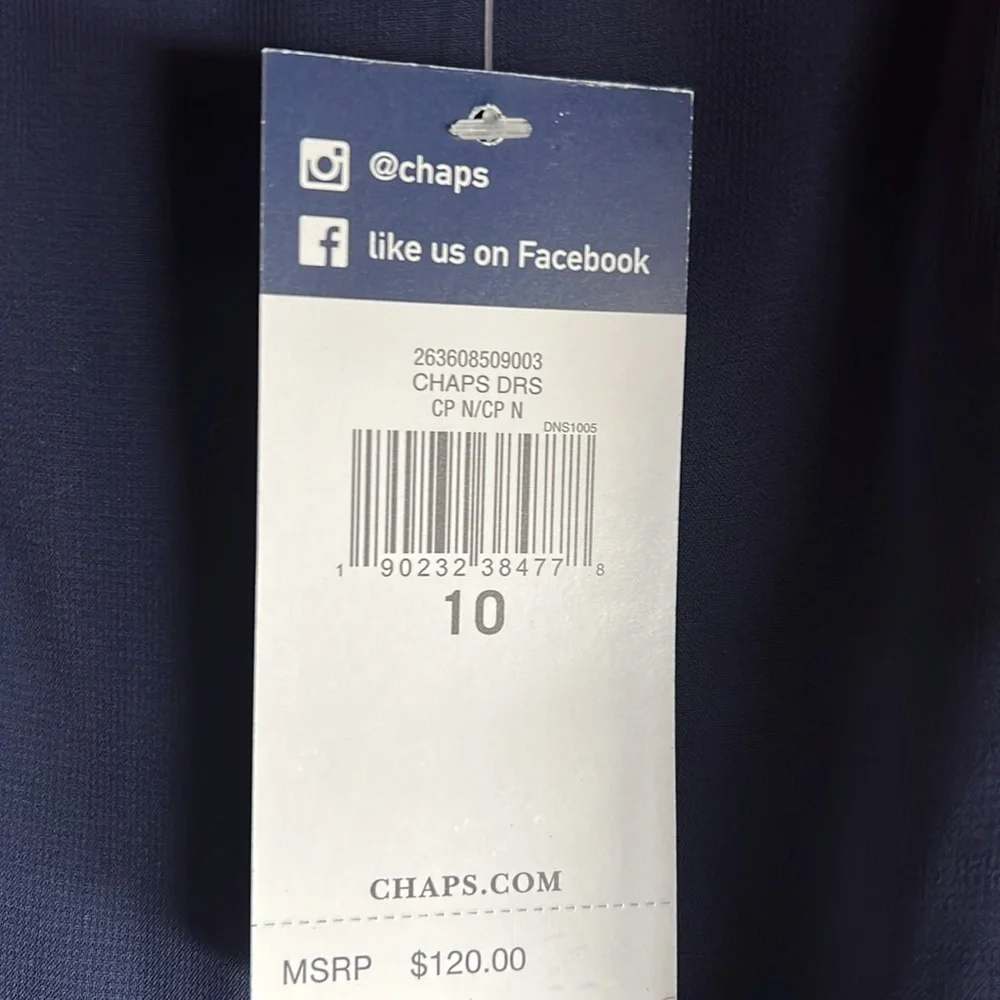 @chaps
like us on Facebook
263608509003
CHAPS DRS
CP N/CP N
DNS1005
1 90232 38477 8
10
CHAPS.COM
MSRP $120.00